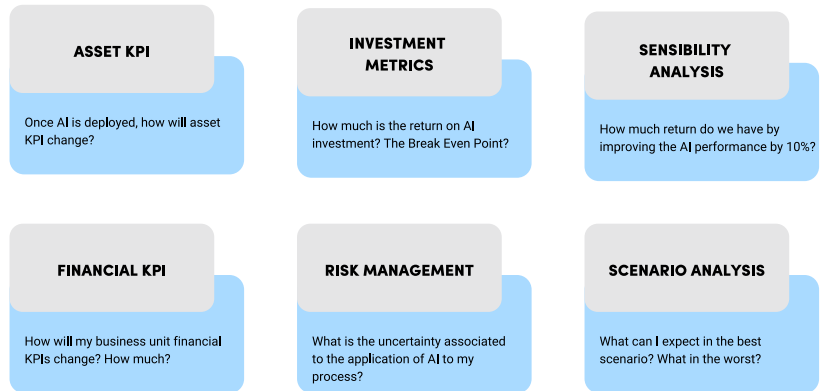 ASSET KPI
Once AI is deployed, how will asset
KPI change?
INVESTMENT
METRICS
How much is the return on AI
investment? The Break Even Point?
SENSIBILITY
ANALYSIS
How much return do we have by
improving the AI performance by 10%?
FINANCIAL KPI
How will my business unit financial
KPIs change? How much?
RISK MANAGEMENT
What is the uncertainty associated
to the application of AI to my
process?
SCENARIO ANALYSIS
What can I expect in the best
scenario? What in the worst?